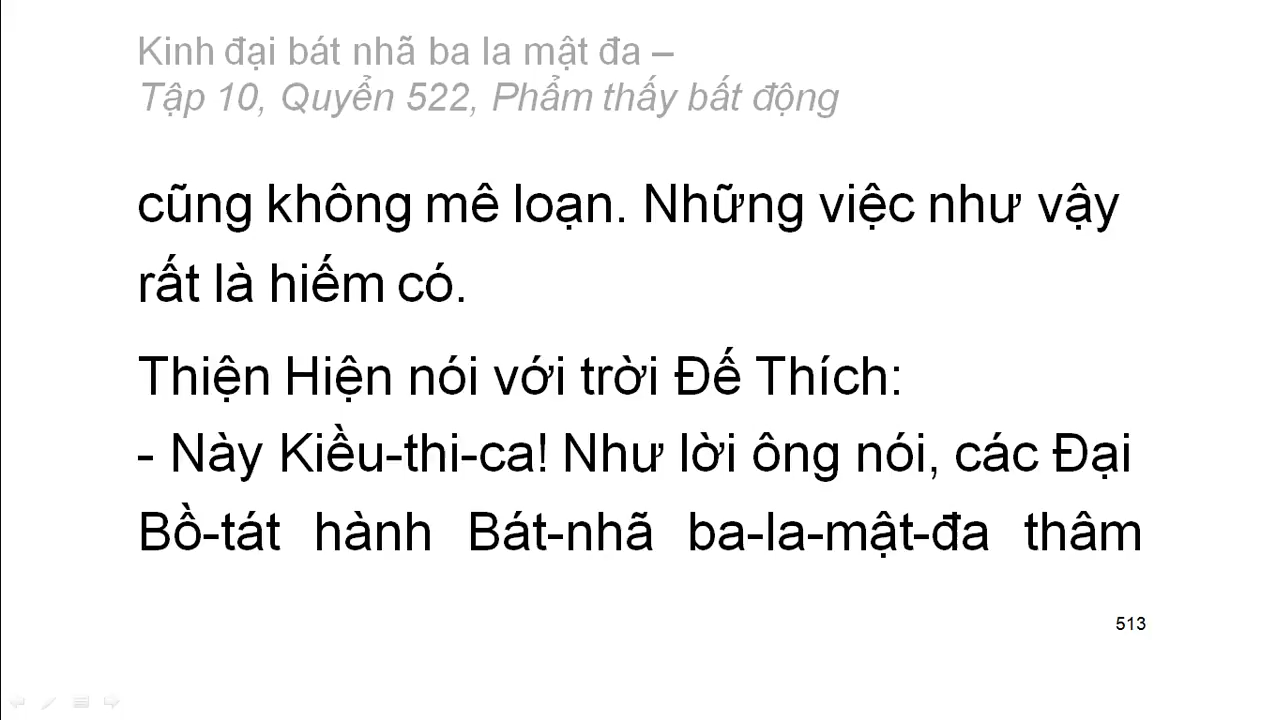 Kinh đại bát nhã ba la mật đa –
Tập 10, Quyển 522, Phẩm thấy bất động
cũng không mê loạn. Những việc như vậy
rất là hiếm có.
Thiện Hiện nói với trời Đế Thích:
- Này Kiều-thi-ca! Như lời ông nói, các Đại
Bồ-tát hành Bát-nhã ba-la-mật-đa thâm
513